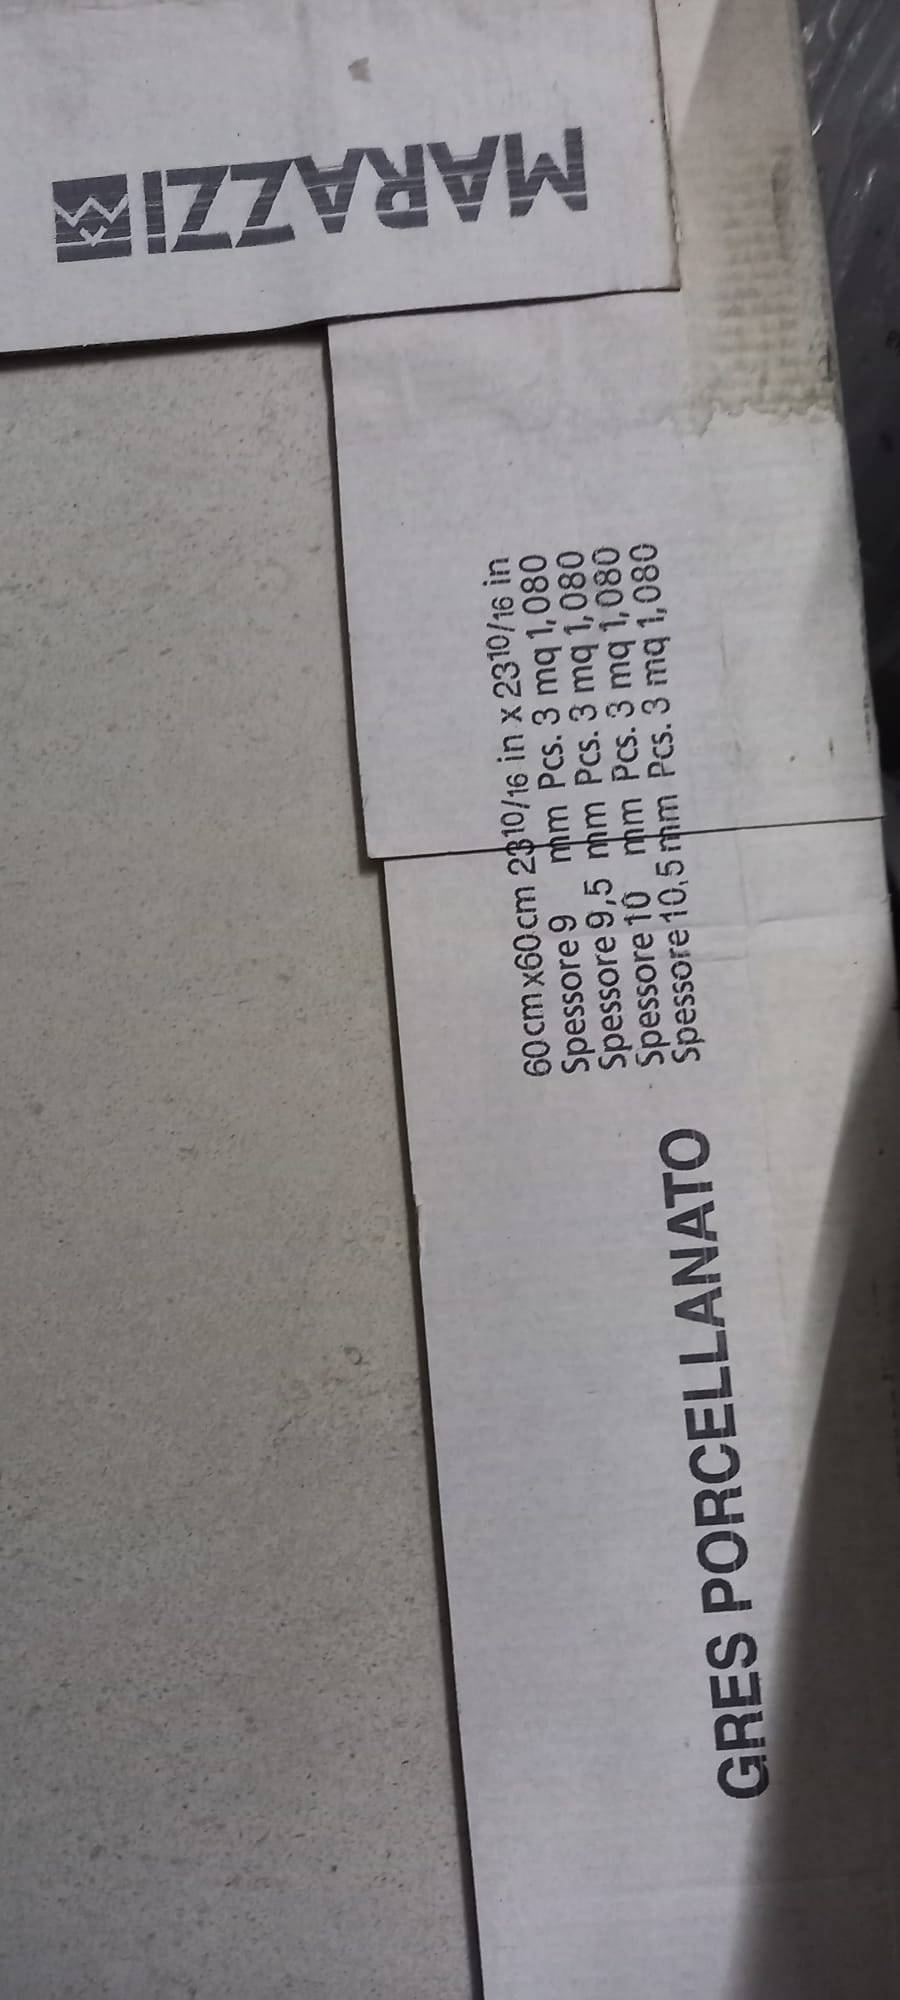 MARAZZI
60cm x60cm 23 10/16 in x 23 10/16 in
Spessore 9 mm Pcs. 3 mq 1,080
Spessore 9,5 mm Pcs. 3 mq 1,080
Spessore 10 mm Pcs. 3 mq 1,080
Spessore 10,5 mm Pcs. 3 mq 1,080
GRES PORCELLANATO